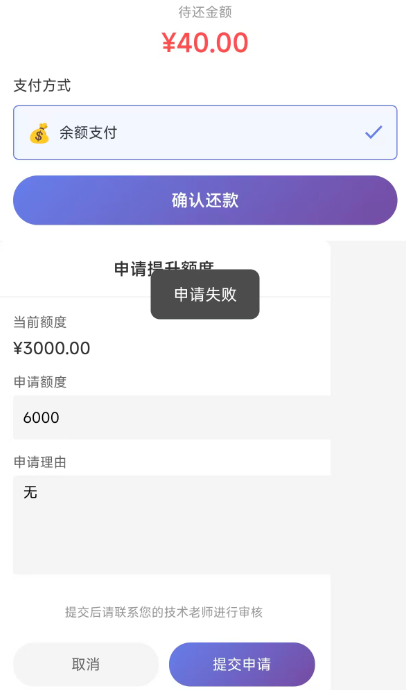 待还金额
¥40.00
支付方式
余额支付
确认还款
申请提升额度
申请失败
当前额度
¥3000.00
申请额度
6000
申请理由
无
提交后请联系您的技术老师进行审核
取消
提交申请